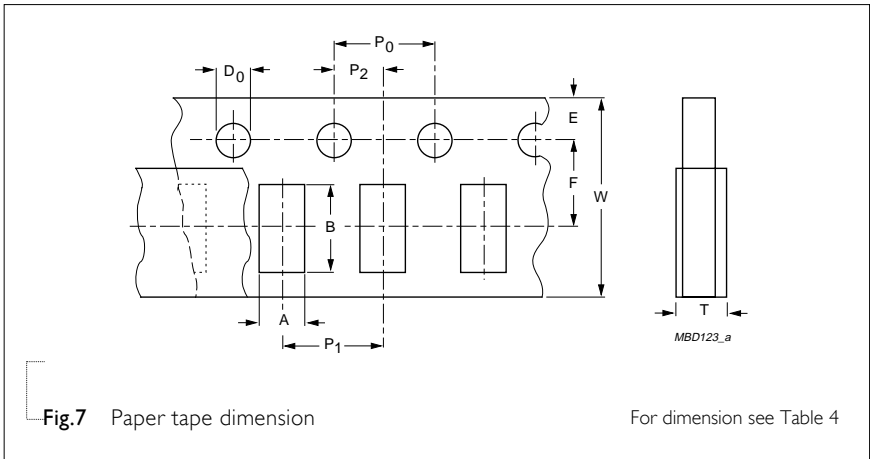 P0
D0
P2
E
F
W
B
A
P1
T
MBD123_a
Fig.7 Paper tape dimension
For dimension see Table 4